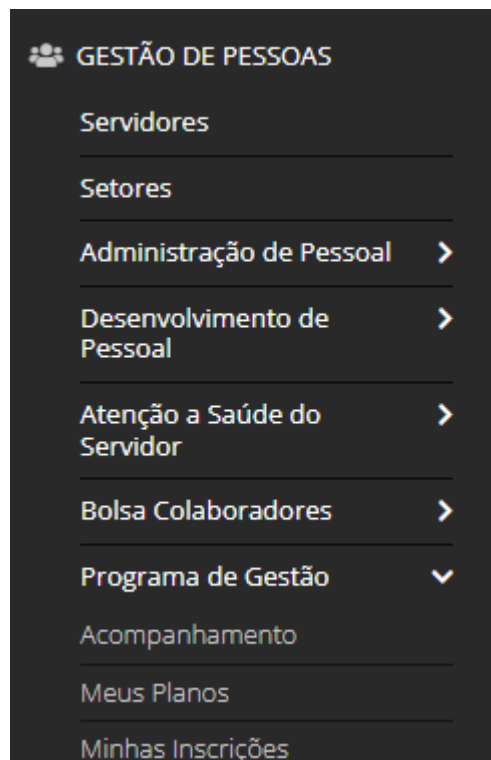 GESTÃO DE PESSOAS
Servidores
Setores
Administração de Pessoal
Desenvolvimento de
Pessoal
Atenção a Saúde do
Servidor
Bolsa Colaboradores
Programa de Gestão
Acompanhamento
Meus Planos
Minhas Inscrições